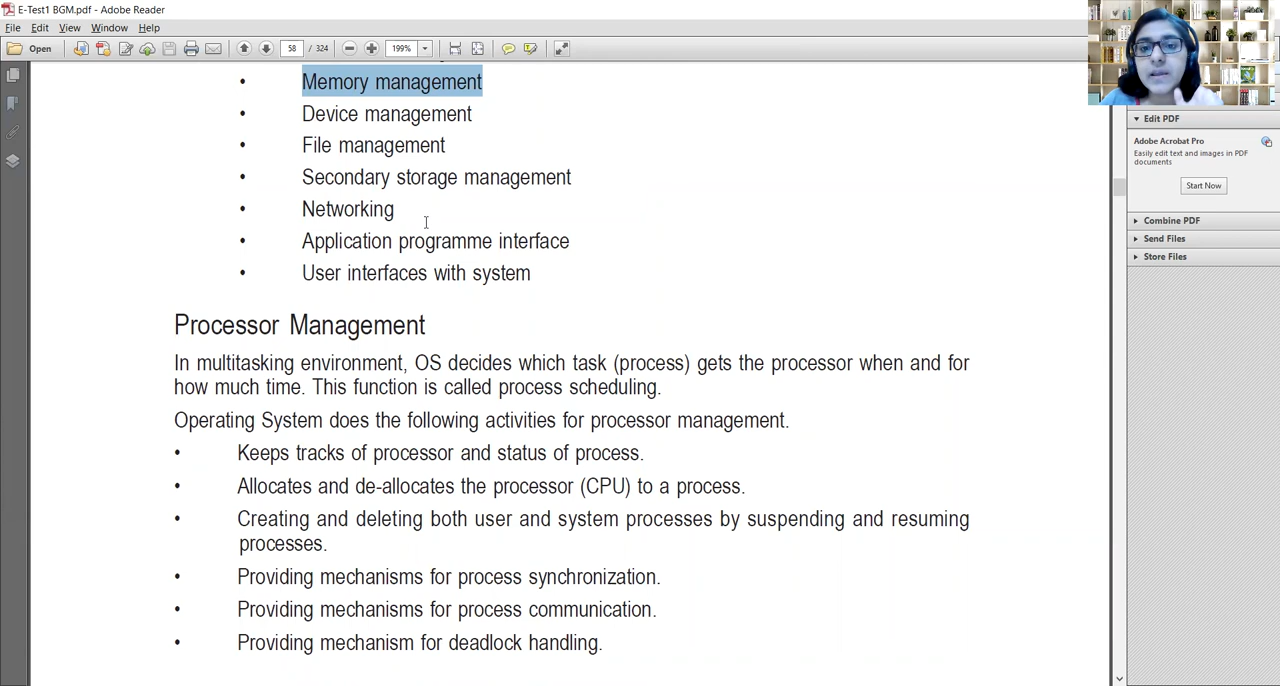 E-Test1 BGM.pdf - Adobe Reader
File Edit View Window Help
Open 58 / 324 199%
• Memory management
• Device management
• File management
• Secondary storage management
• Networking
• Application programme interface
• User interfaces with system
Processor Management
In multitasking environment, OS decides which task (process) gets the processor when and for
how much time. This function is called process scheduling.
Operating System does the following activities for processor management.
• Keeps tracks of processor and status of process.
• Allocates and de-allocates the processor (CPU) to a process.
• Creating and deleting both user and system processes by suspending and resuming
processes.
• Providing mechanisms for process synchronization.
• Providing mechanisms for process communication.
• Providing mechanism for deadlock handling.
Edit PDF
Adobe Acrobat Pro
Easily edit text and images in PDF
documents
Start Now
Combine PDF
Send Files
Store Files